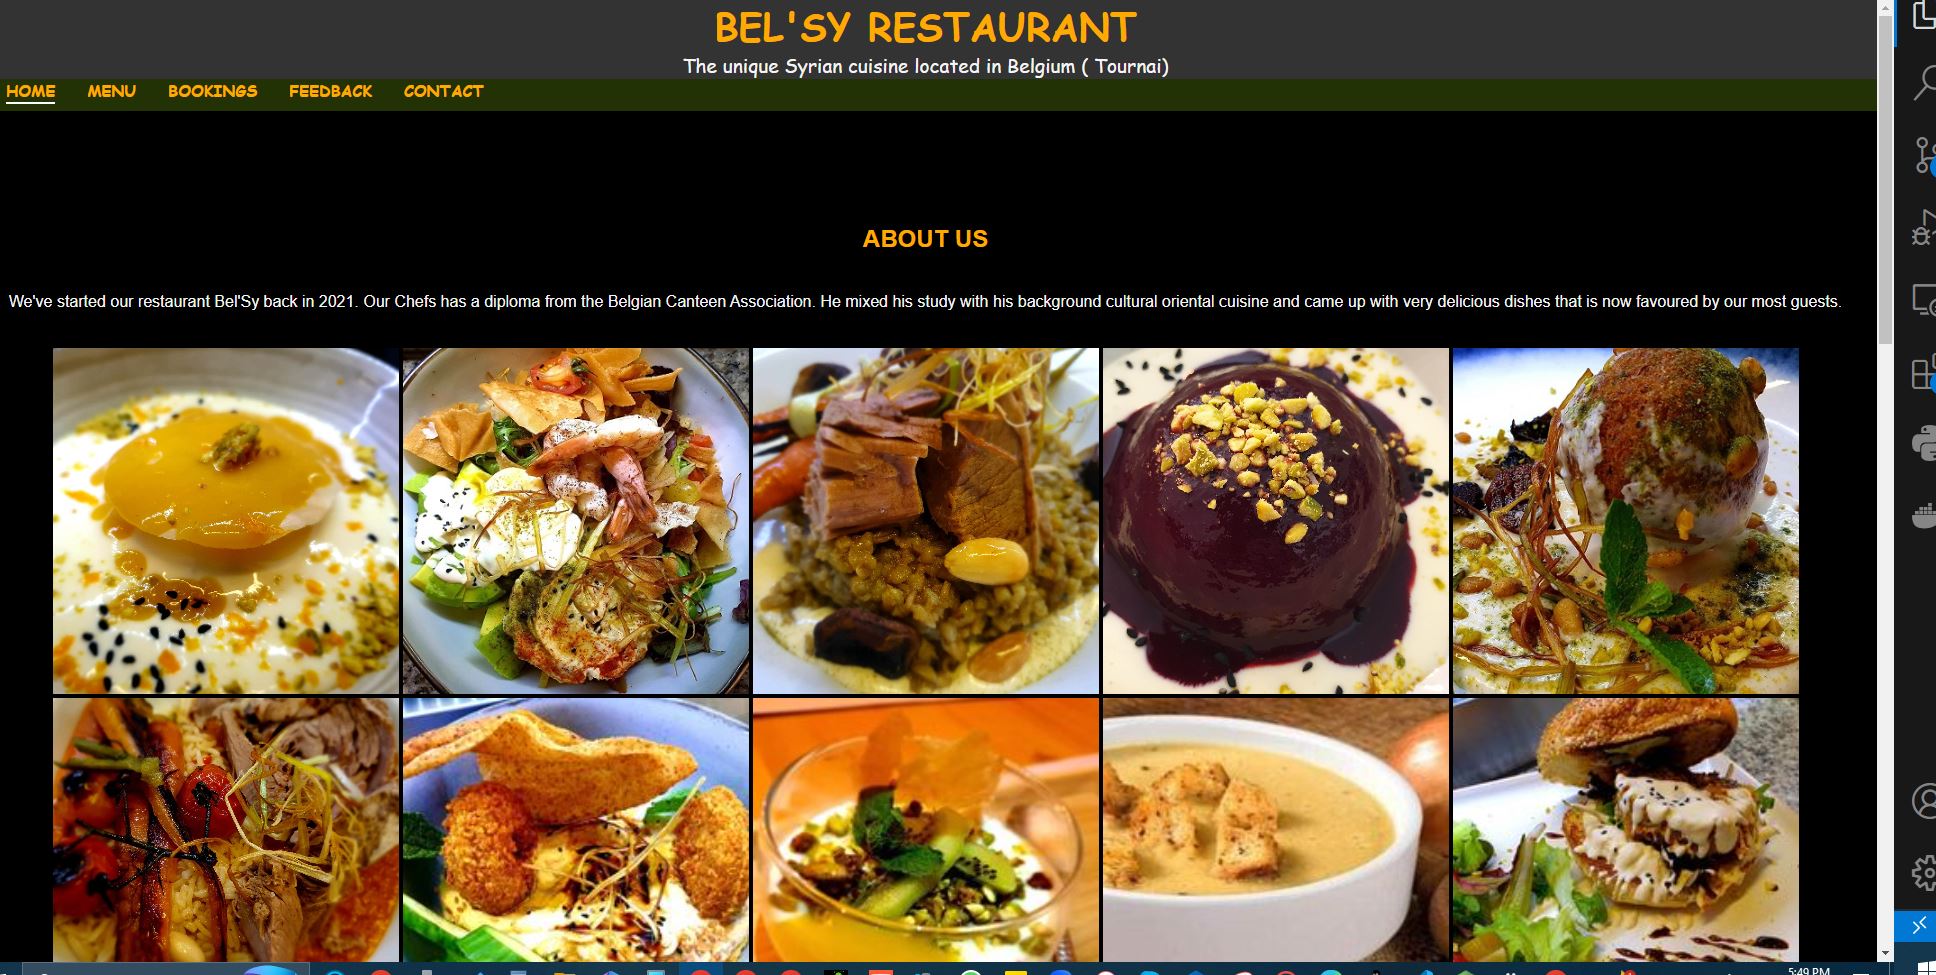 BEL'SY RESTAURANT
The unique Syrian cuisine located in Belgium ( Tournai)
HOME MENU BOOKINGS FEEDBACK CONTACT
ABOUT US
We've started our restaurant Bel'Sy back in 2021. Our Chefs has a diploma from the Belgian Canteen Association. He mixed his study with his background cultural oriental cuisine and came up with very delicious dishes that is now favoured by our most guests.
5:49 PM